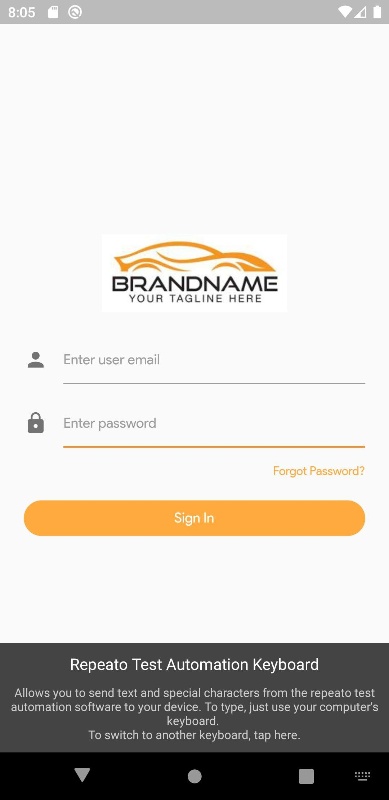 8:05
BRANDNAME
YOUR TAGLINE HERE
Enter user email
Enter password
Forgot Password?
Sign In
Repeato Test Automation Keyboard
Allows you to send text and special characters from the repeato test
automation software to your device. To type, just use your computer's
keyboard.
To switch to another keyboard, tap here.